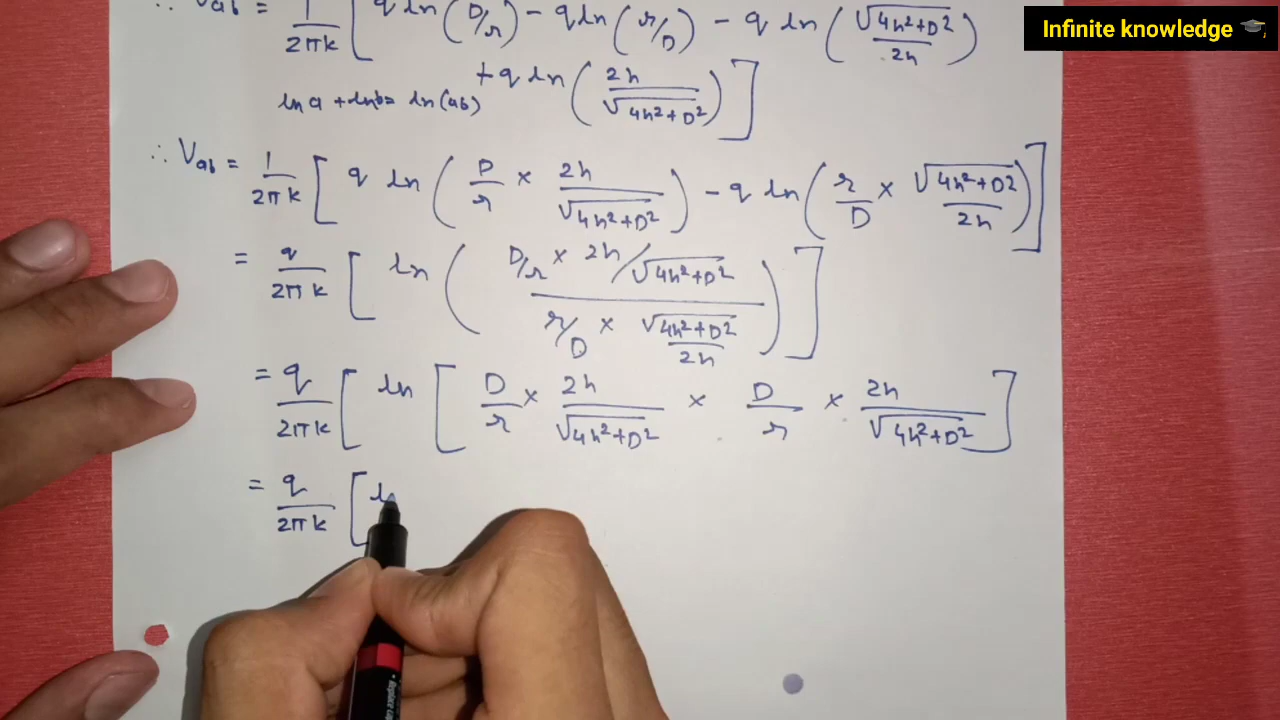 ∴ Vab = 1/2πk [ q ln (D/r) - q ln (r/D) - q ln (√4h²+D²/2h)
Infinite knowledge 🎓
+ q ln (2h/√4h²+D²) ]
ln a + ln b = ln(ab)
∴ Vab = 1/2πk [ q ln (D/r × 2h/√4h²+D²) - q ln (r/D × √4h²+D²/2h) ]
= q/2πk [ ln ( D/r × 2h/√4h²+D² / r/D × √4h²+D²/2h ) ]
= q/2πk [ ln [ D/r × 2h/√4h²+D² × D/r × 2h/√4h²+D² ]
= q/2πk [ ln